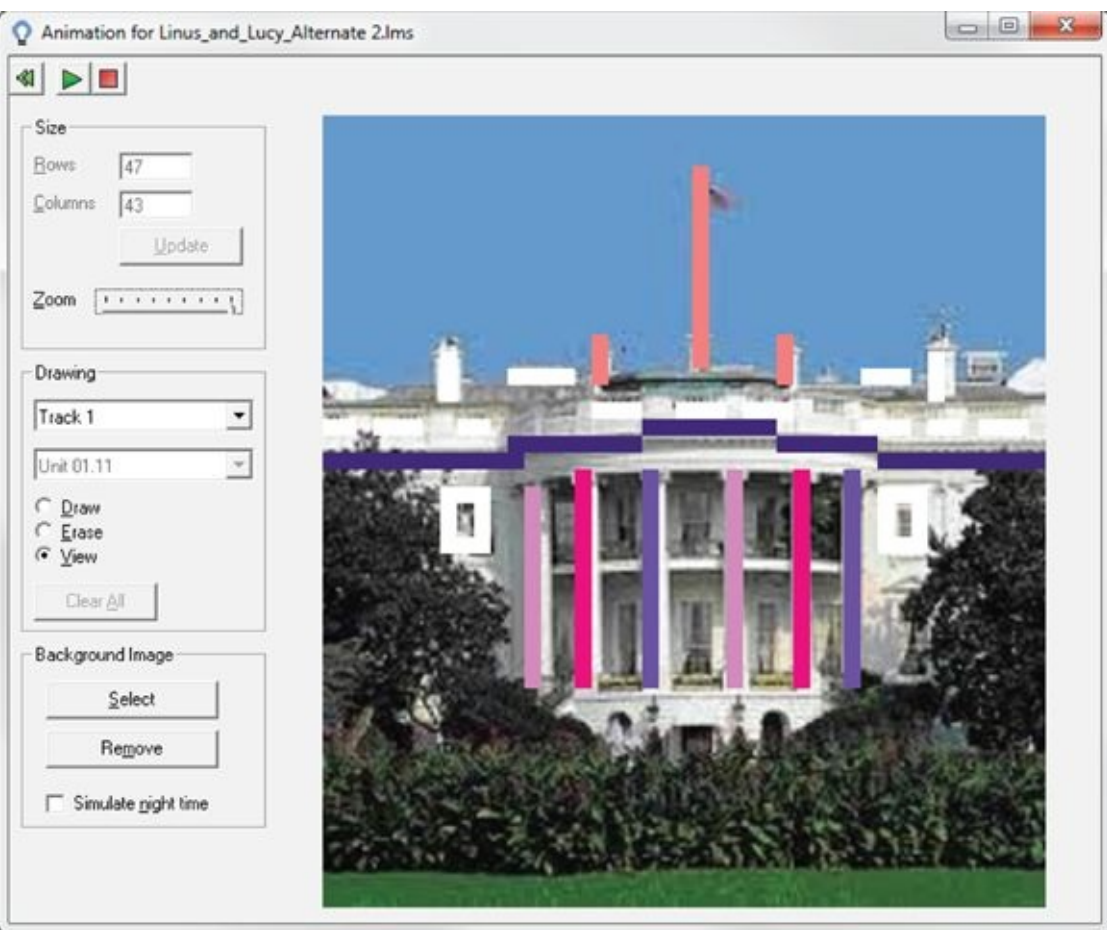 Animation for Linus_and_Lucy_Alternate 2.lms
Size
Rows 47
Columns 43
Update
Zoom
Drawing
Track 1
Unit 01.11
Draw
Erase
View
Clear All
Background Image
Select
Remove
Simulate night time